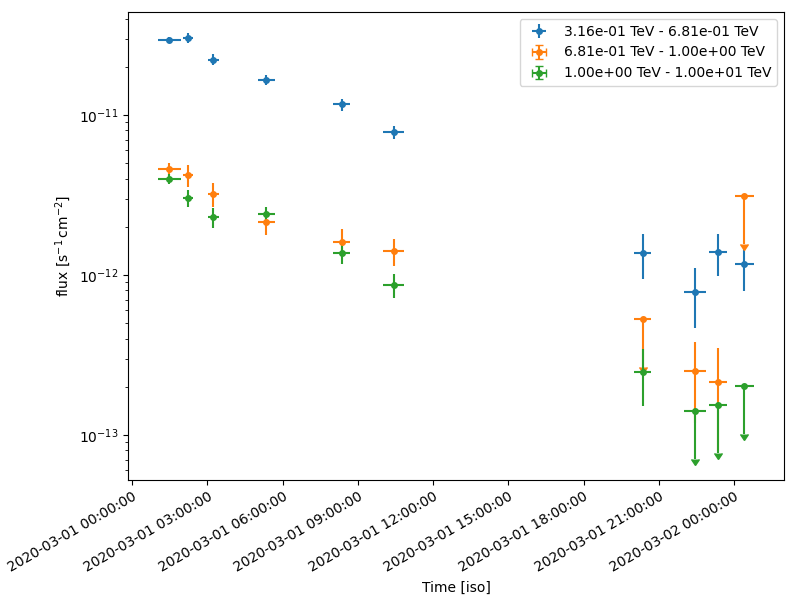 3.16e-01 TeV - 6.81e-01 TeV
6.81e-01 TeV - 1.00e+00 TeV
1.00e+00 TeV - 1.00e+01 TeV
flux [s⁻¹ cm⁻²]
10⁻¹¹
10⁻¹²
10⁻¹³
2020-03-01 00:00:00
2020-03-01 03:00:00
2020-03-01 06:00:00
2020-03-01 09:00:00
2020-03-01 12:00:00
2020-03-01 15:00:00
2020-03-01 18:00:00
2020-03-01 21:00:00
2020-03-02 00:00:00
Time [iso]